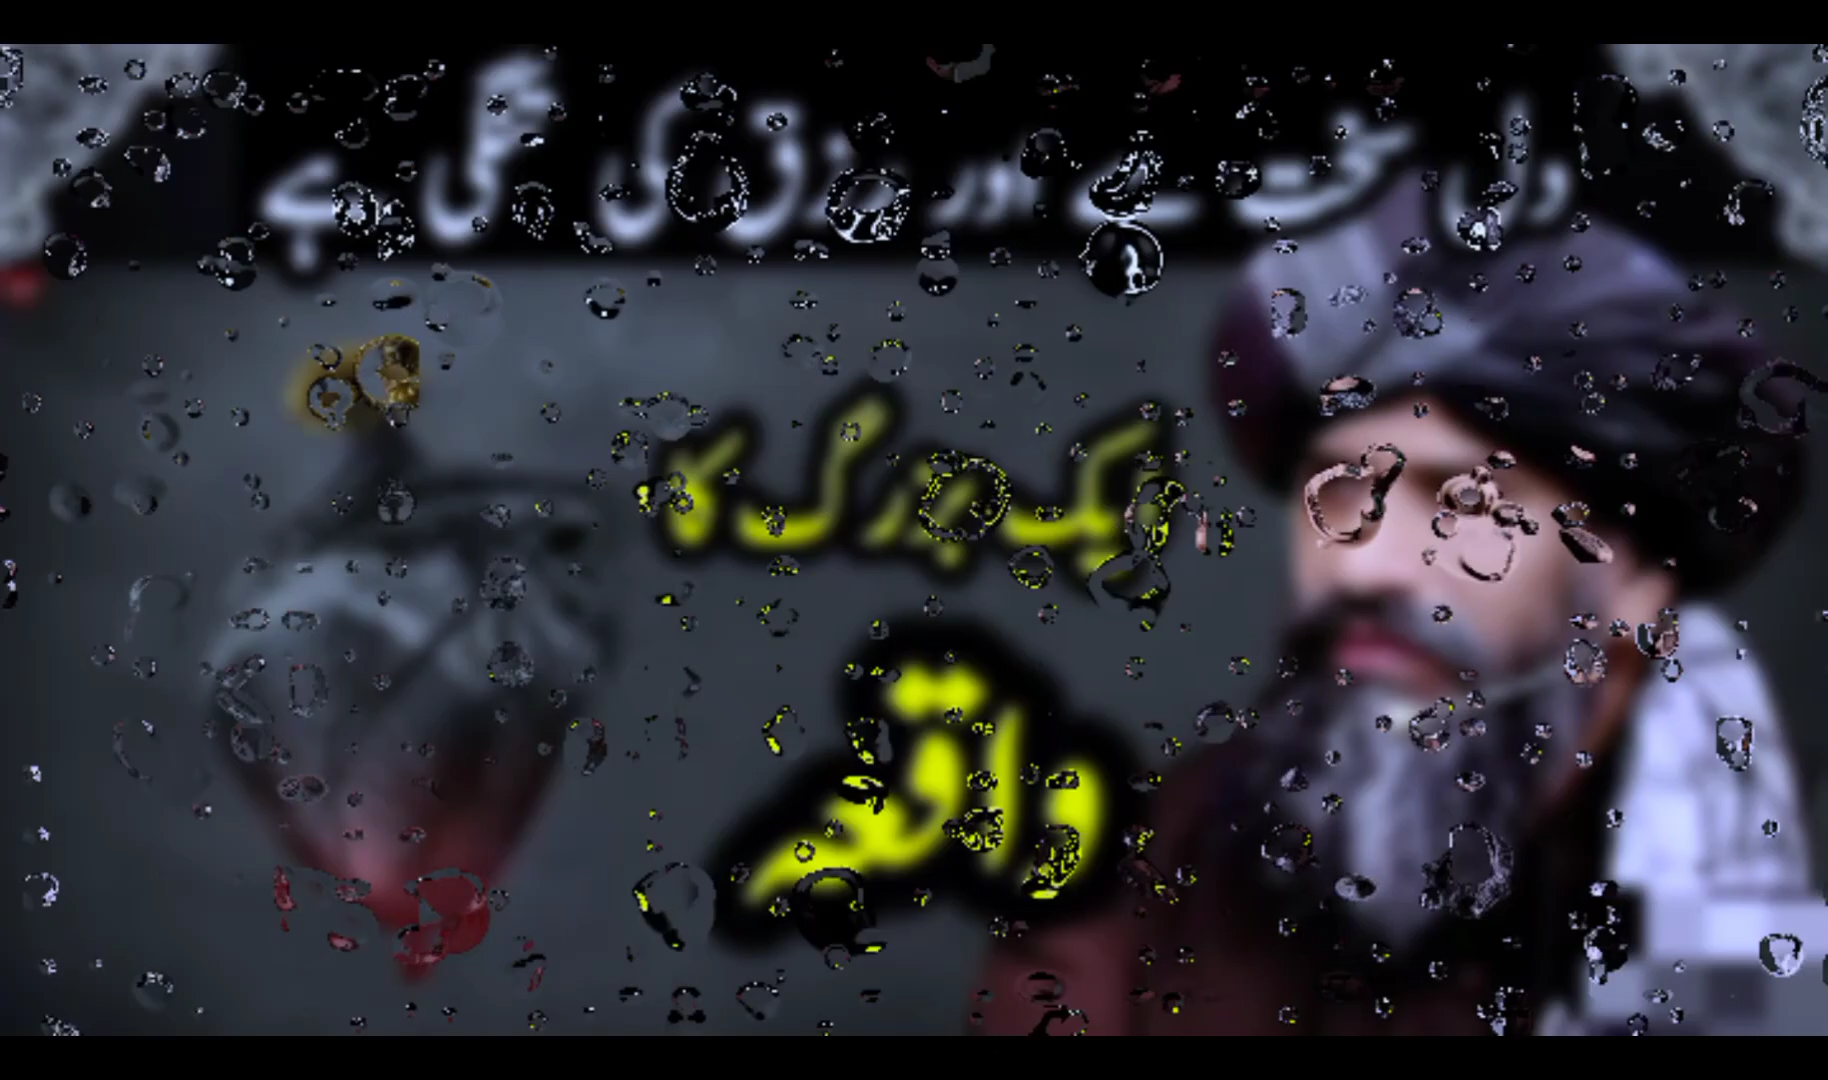 دل سخت ہے اور رزق کی تنگی ہے
ایک بزرگ کا
واقعہ